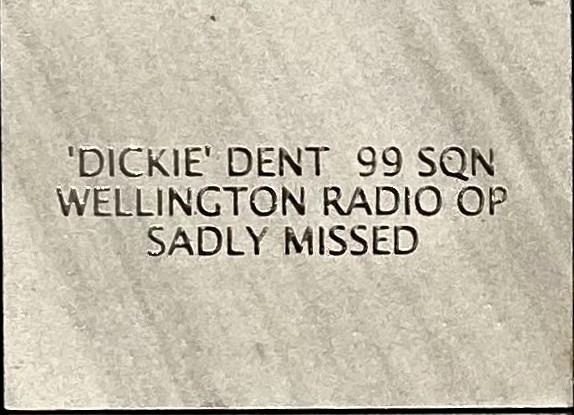 'DICKIE' DENT 99 SQN
WELLINGTON RADIO OP
SADLY MISSED